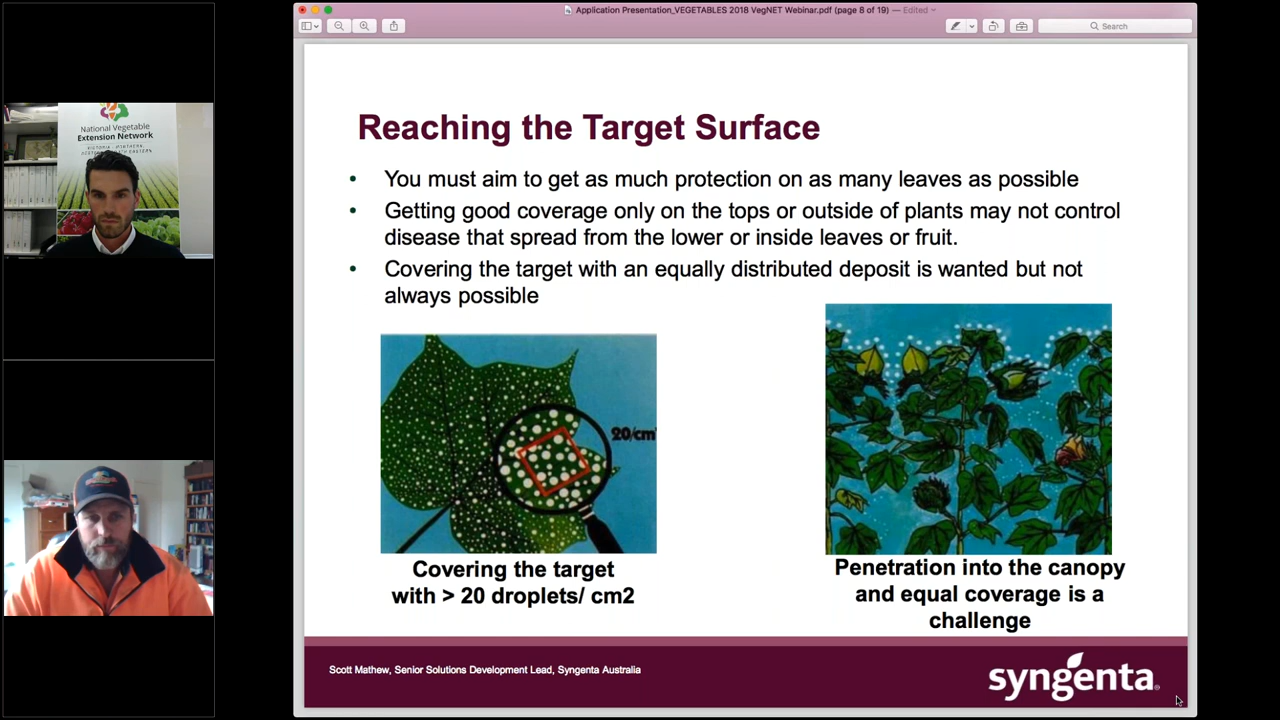 Application Presentation_VEGETABLES 2018 VegNET Webinar.pdf (page 8 of 19) — Edited
Search
National Vegetable
Extension Network
Reaching the Target Surface
• You must aim to get as much protection on as many leaves as possible
• Getting good coverage only on the tops or outside of plants may not control
disease that spread from the lower or inside leaves or fruit.
• Covering the target with an equally distributed deposit is wanted but not
always possible
20/cm
Covering the target
with > 20 droplets/ cm2
Penetration into the canopy
and equal coverage is a
challenge
Scott Mathew, Senior Solutions Development Lead, Syngenta Australia
syngenta